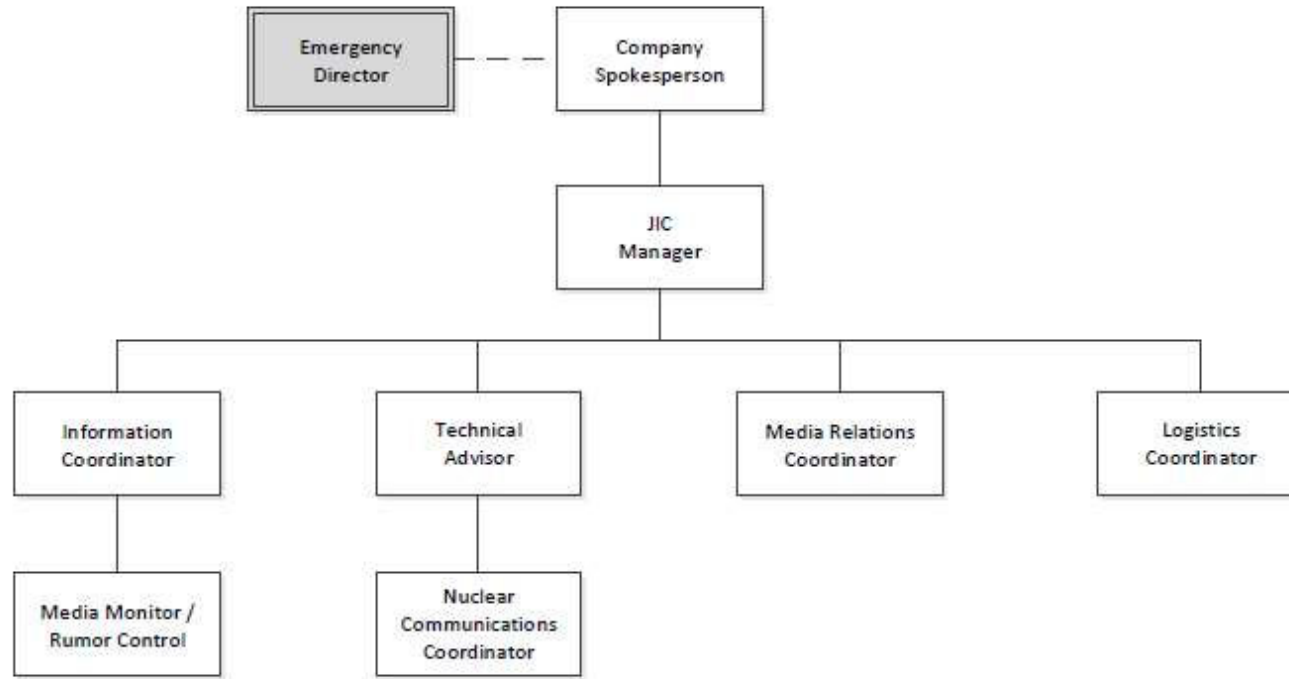 Emergency
Director
Company
Spokesperson
JIC
Manager
Information
Coordinator
Technical
Advisor
Media Relations
Coordinator
Logistics
Coordinator
Media Monitor /
Rumor Control
Nuclear
Communications
Coordinator